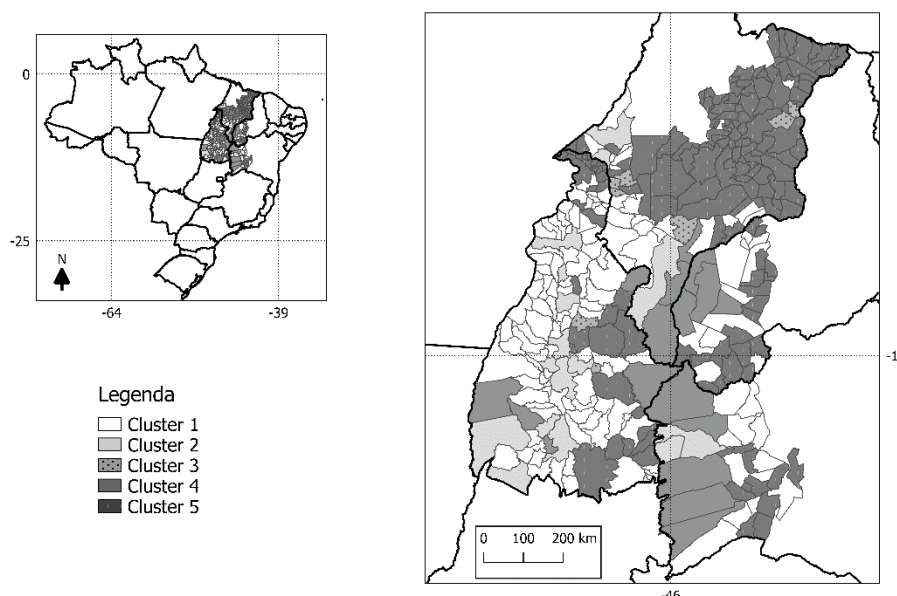 0
-25
N
-64
-39
Legenda
Cluster 1
Cluster 2
Cluster 3
Cluster 4
Cluster 5
-1
0 100 200 km
-46